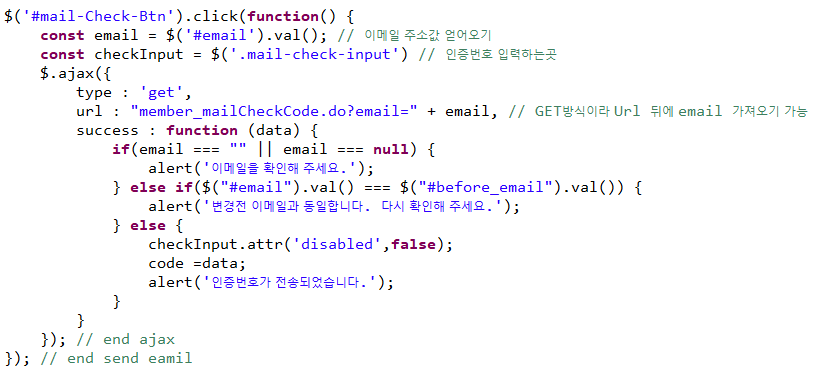 $('#mail-Check-Btn').click(function() {
    const email = $('#email').val(); // 이메일 주소값 얻어오기
    const checkInput = $('.mail-check-input') // 인증번호 입력하는곳
    $.ajax({
        type : 'get',
        url : "member_mailCheckCode.do?email=" + email, // GET방식이라 Url 뒤에 email 가져오기 가능
        success : function (data) {
            if(email === "" || email === null) {
                alert('이메일을 확인해 주세요.');
            } else if($("#email").val() === $("#before_email").val()) {
                alert('변경전 이메일과 동일합니다. 다시 확인해 주세요.');
            } else {
                checkInput.attr('disabled',false);
                code =data;
                alert('인증번호가 전송되었습니다.');
            }
        }
    }); // end ajax
}); // end send eamil